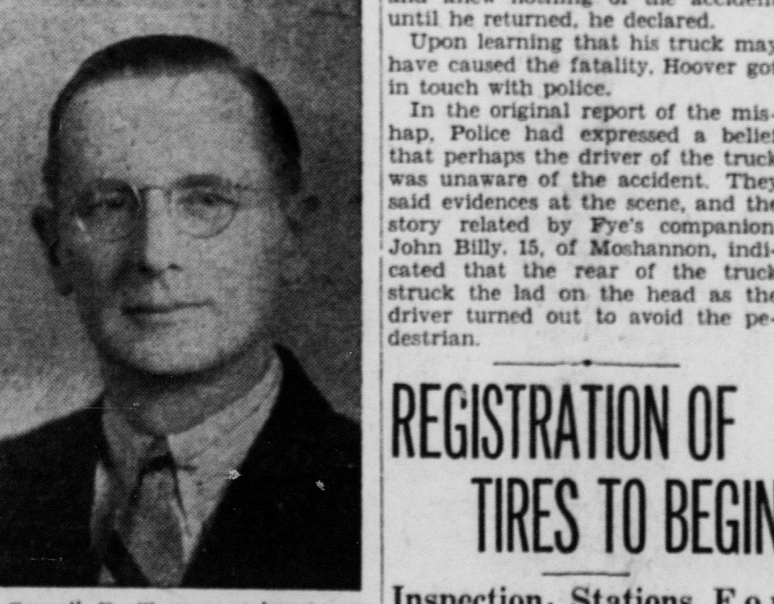 until he returned, he declared.
Upon learning that his truck may
have caused the fatality, Hoover got
in touch with police.
In the original report of the mis-
hap, Police had expressed a belief
that perhaps the driver of the truck
was unaware of the accident. They
said evidences at the scene, and the
story related by Fye's companion
John Billy, 15, of Moshannon, indi-
cated that the rear of the truck
struck the lad on the head as the
driver turned out to avoid the pe-
destrian.
REGISTRATION OF
TIRES TO BEGIN
Inspection Stations For